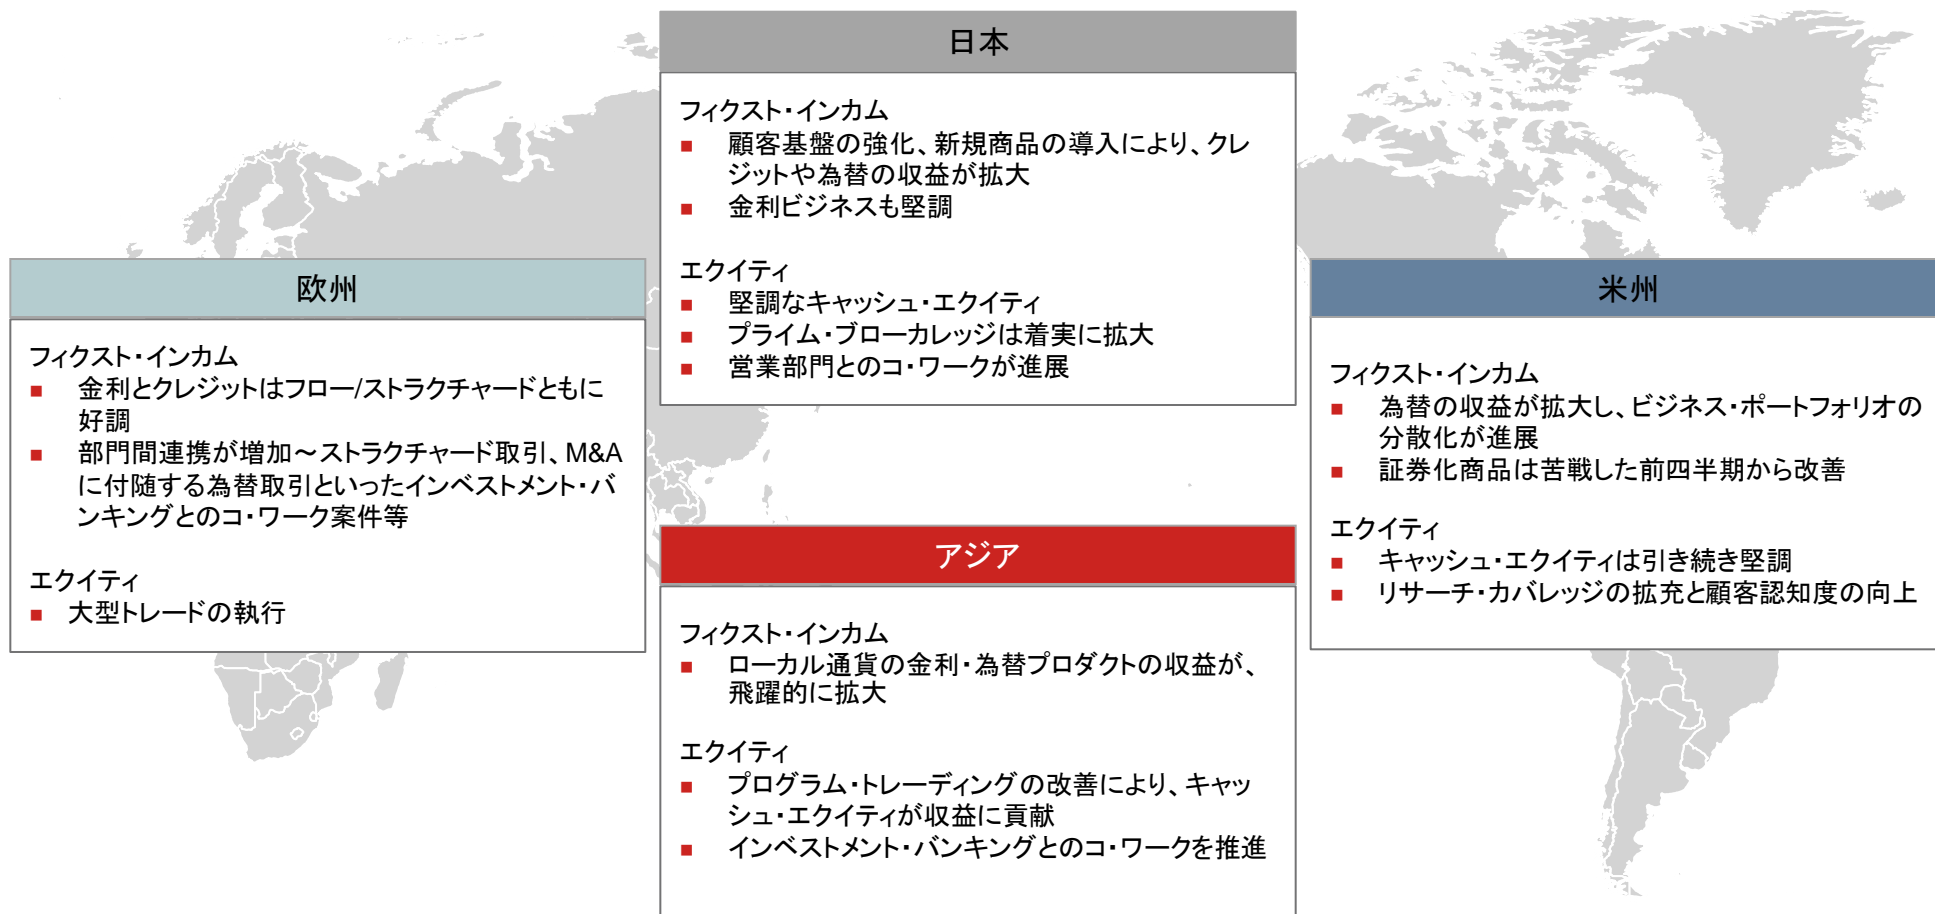 日本
フィクスト・インカム
■ 顧客基盤の強化、新規商品の導入により、クレ
ジットや為替の収益が拡大
■ 金利ビジネスも堅調
エクイティ
■ 堅調なキャッシュ・エクイティ
■ プライム・ブローカレッジは着実に拡大
■ 営業部門とのコ・ワークが進展
欧州
フィクスト・インカム
■ 金利とクレジットはフロー/ストラクチャードともに
好調
■ 部門間連携が増加～ストラクチャード取引、M&A
に付随する為替取引といったインベストメント・バ
ンキングとのコ・ワーク案件等
エクイティ
■ 大型トレードの執行
米州
フィクスト・インカム
■ 為替の収益が拡大し、ビジネス・ポートフォリオの
分散化が進展
■ 証券化商品は苦戦した前四半期から改善
エクイティ
■ キャッシュ・エクイティは引き続き堅調
■ リサーチ・カバレッジの拡充と顧客認知度の向上
アジア
フィクスト・インカム
■ ローカル通貨の金利・為替プロダクトの収益が、
飛躍的に拡大
エクイティ
■ プログラム・トレーディングの改善により、キャッ
シュ・エクイティが収益に貢献
■ インベストメント・バンキングとのコ・ワークを推進